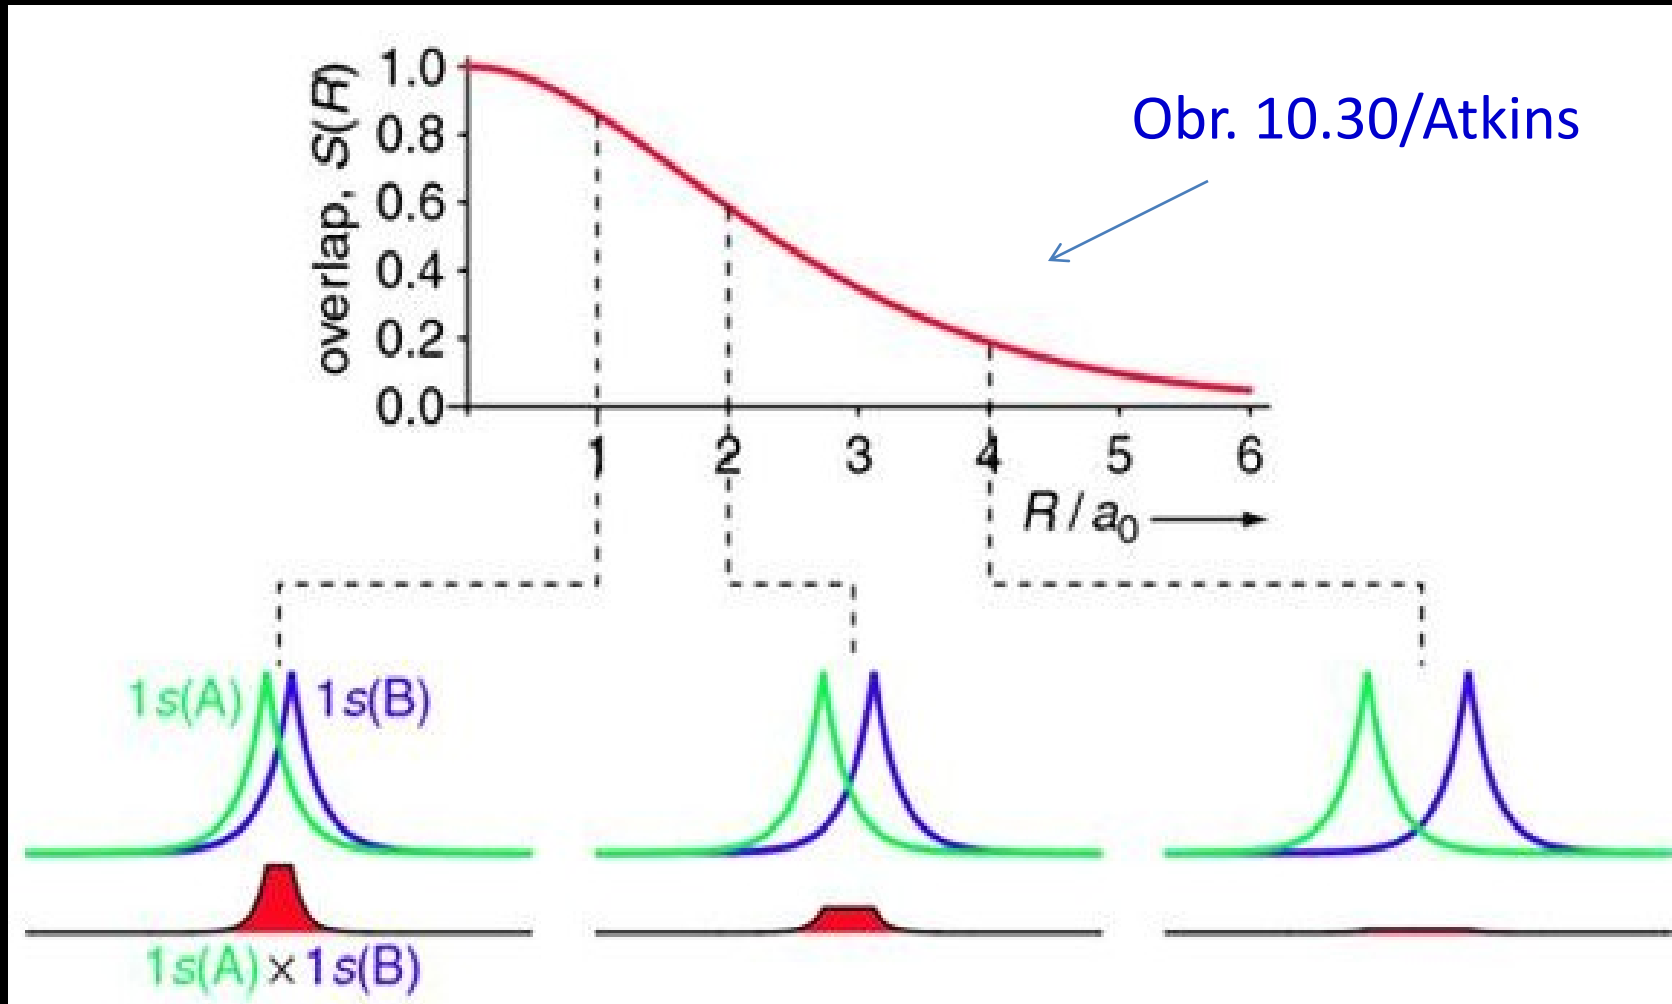 Obr. 10.30/Atkins
overlap, S(R)
1.0
0.8
0.6
0.4
0.2
0.0
1 2 3 4 5 6
R / a₀
1s(A) 1s(B)
1s(A) × 1s(B)